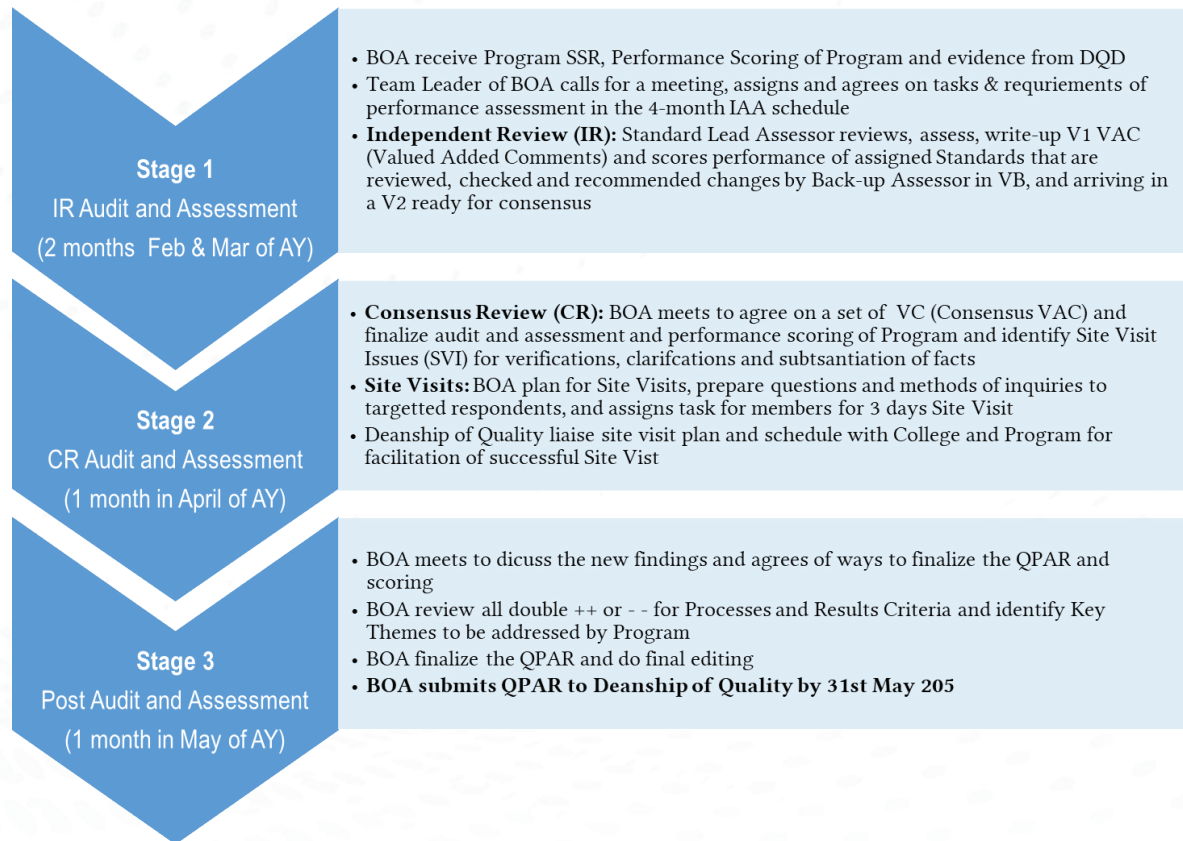 Stage 1
IR Audit and Assessment
(2 months  Feb & Mar of AY)
• BOA receive Program SSR, Performance Scoring of Program and evidence from DQD
• Team Leader of BOA calls for a meeting, assigns and agrees on tasks & requriements of
performance assessment in the 4-month IAA schedule
• Independent Review (IR): Standard Lead Assessor reviews, assess, write-up V1 VAC
(Valued Added Comments) and scores performance of assigned Standards that are
reviewed, checked and recommended changes by Back-up Assessor in VB, and arriving in
a V2 ready for consensus
Stage 2
CR Audit and Assessment
(1 month in April of AY)
• Consensus Review (CR): BOA meets to agree on a set of  VC (Consensus VAC) and
finalize audit and assessment and performance scoring of Program and identify Site Visit
Issues (SVI) for verifications, clarifcations and subtsantiation of facts
• Site Visits: BOA plan for Site Visits, prepare questions and methods of inquiries to
targetted respondents, and assigns task for members for 3 days Site Visit
• Deanship of Quality liaise site visit plan and schedule with College and Program for
facilitation of successful Site Vist
Stage 3
Post Audit and Assessment
(1 month in May of AY)
• BOA meets to dicuss the new findings and agrees of ways to finalize the QPAR and
scoring
• BOA review all double ++ or - - for Processes and Results Criteria and identify Key
Themes to be addressed by Program
• BOA finalize the QPAR and do final editing
• BOA submits QPAR to Deanship of Quality by 31st May 205